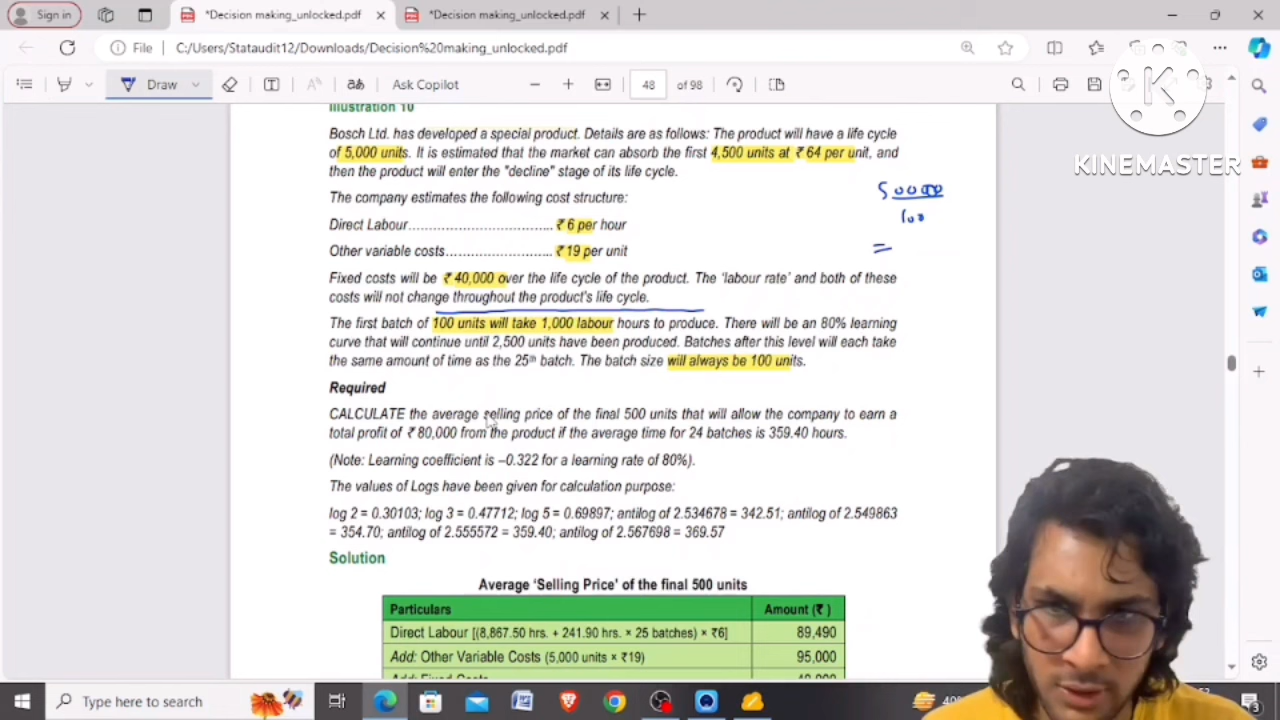 Sign in
*Decision making_unlocked.pdf
*Decision making_unlocked.pdf
File
C:/Users/Stataudit12/Downloads/Decision%20making_unlocked.pdf
Draw
Ask Copilot
48
of 98
KINEMASTER
Illustration 10
Bosch Ltd. has developed a special product. Details are as follows: The product will have a life cycle
of 5,000 units. It is estimated that the market can absorb the first 4,500 units at ₹ 64 per unit, and
then the product will enter the "decline" stage of its life cycle.
The company estimates the following cost structure:
Direct Labour……………………………. ₹ 6 per hour
Other variable costs…………………….. ₹ 19 per unit
50000
100
=
Fixed costs will be ₹ 40,000 over the life cycle of the product. The 'labour rate' and both of these
costs will not change throughout the product's life cycle.
The first batch of 100 units will take 1,000 labour hours to produce. There will be an 80% learning
curve that will continue until 2,500 units have been produced. Batches after this level will each take
the same amount of time as the 25th batch. The batch size will always be 100 units.
Required
CALCULATE the average selling price of the final 500 units that will allow the company to earn a
total profit of ₹ 80,000 from the product if the average time for 24 batches is 359.40 hours.
(Note: Learning coefficient is –0.322 for a learning rate of 80%).
The values of Logs have been given for calculation purpose:
log 2 = 0.30103; log 3 = 0.47712; log 5 = 0.69897; antilog of 2.534678 = 342.51; antilog of 2.549863
= 354.70; antilog of 2.555572 = 359.40; antilog of 2.567698 = 369.57
Solution
Average 'Selling Price' of the final 500 units
Particulars Amount (₹ )
Direct Labour [(8,867.50 hrs. + 241.90 hrs. × 25 batches) × ₹6] 89,490
Add: Other Variable Costs (5,000 units × ₹19) 95,000
Type here to search